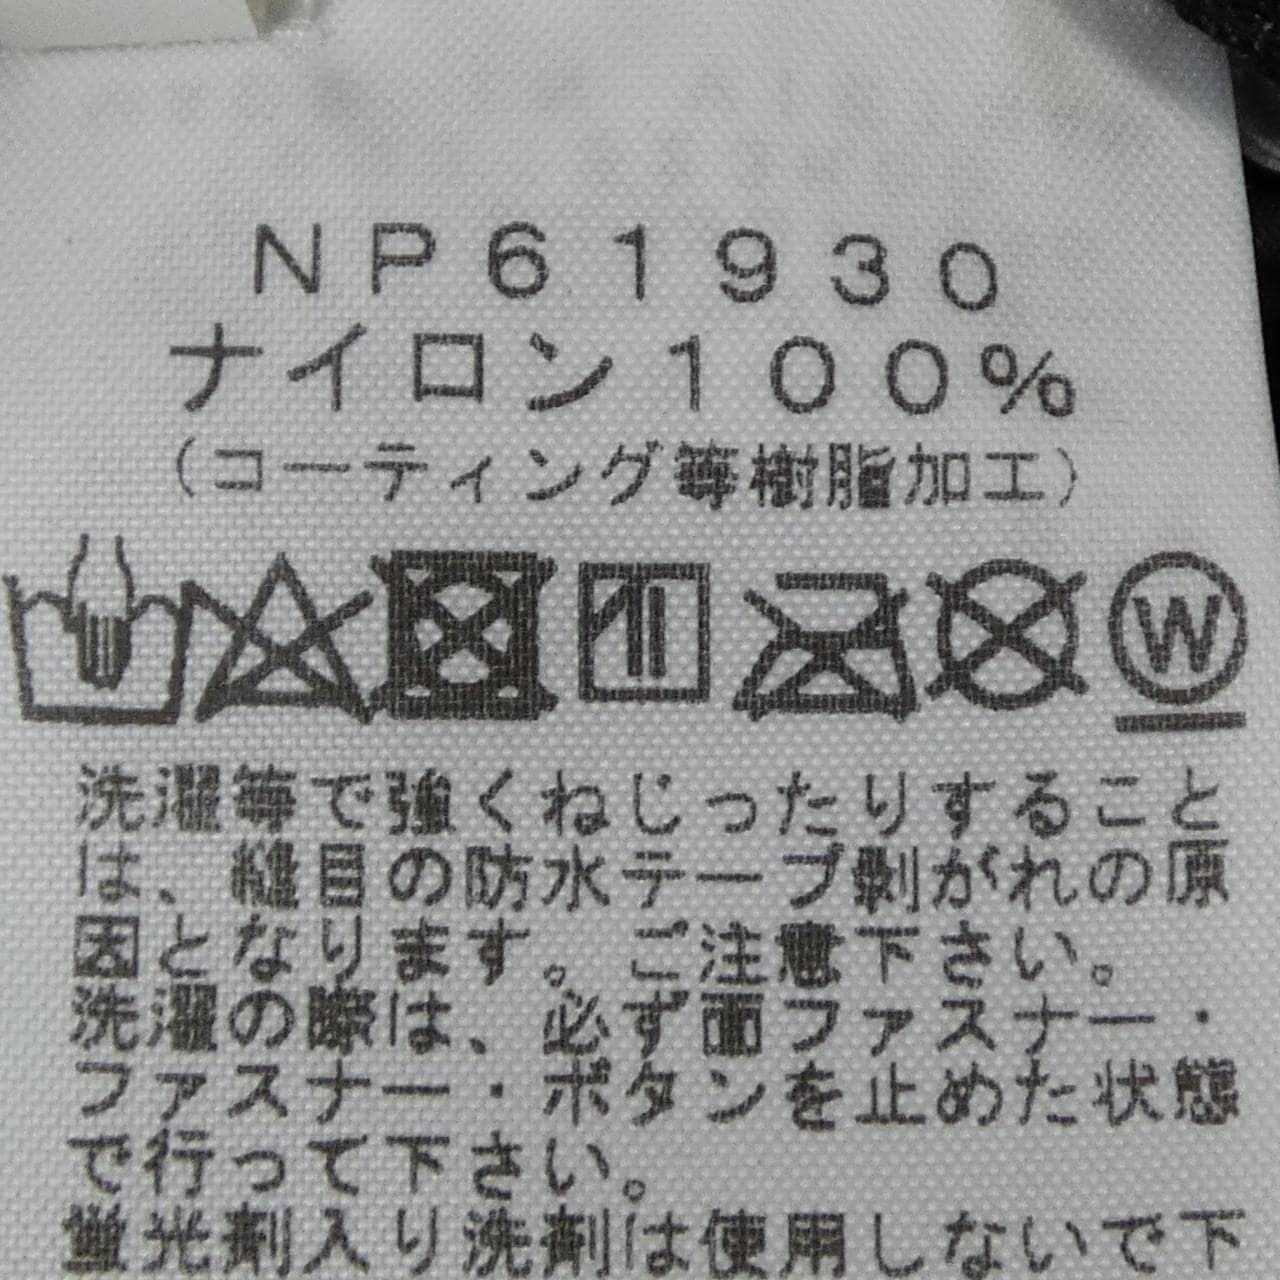 NP61930
ナイロン100%
(コーティング等樹脂加工)
W
洗濯等で強くねじったりすること
は、縫目の防水テープ剥がれの原
因となります。ご注意下さい。
洗濯の際は、必ず面ファスナー・
ファスナー・ボタンを止めた状態
で行って下さい。
蛍光剤入り洗剤は使用しないで下